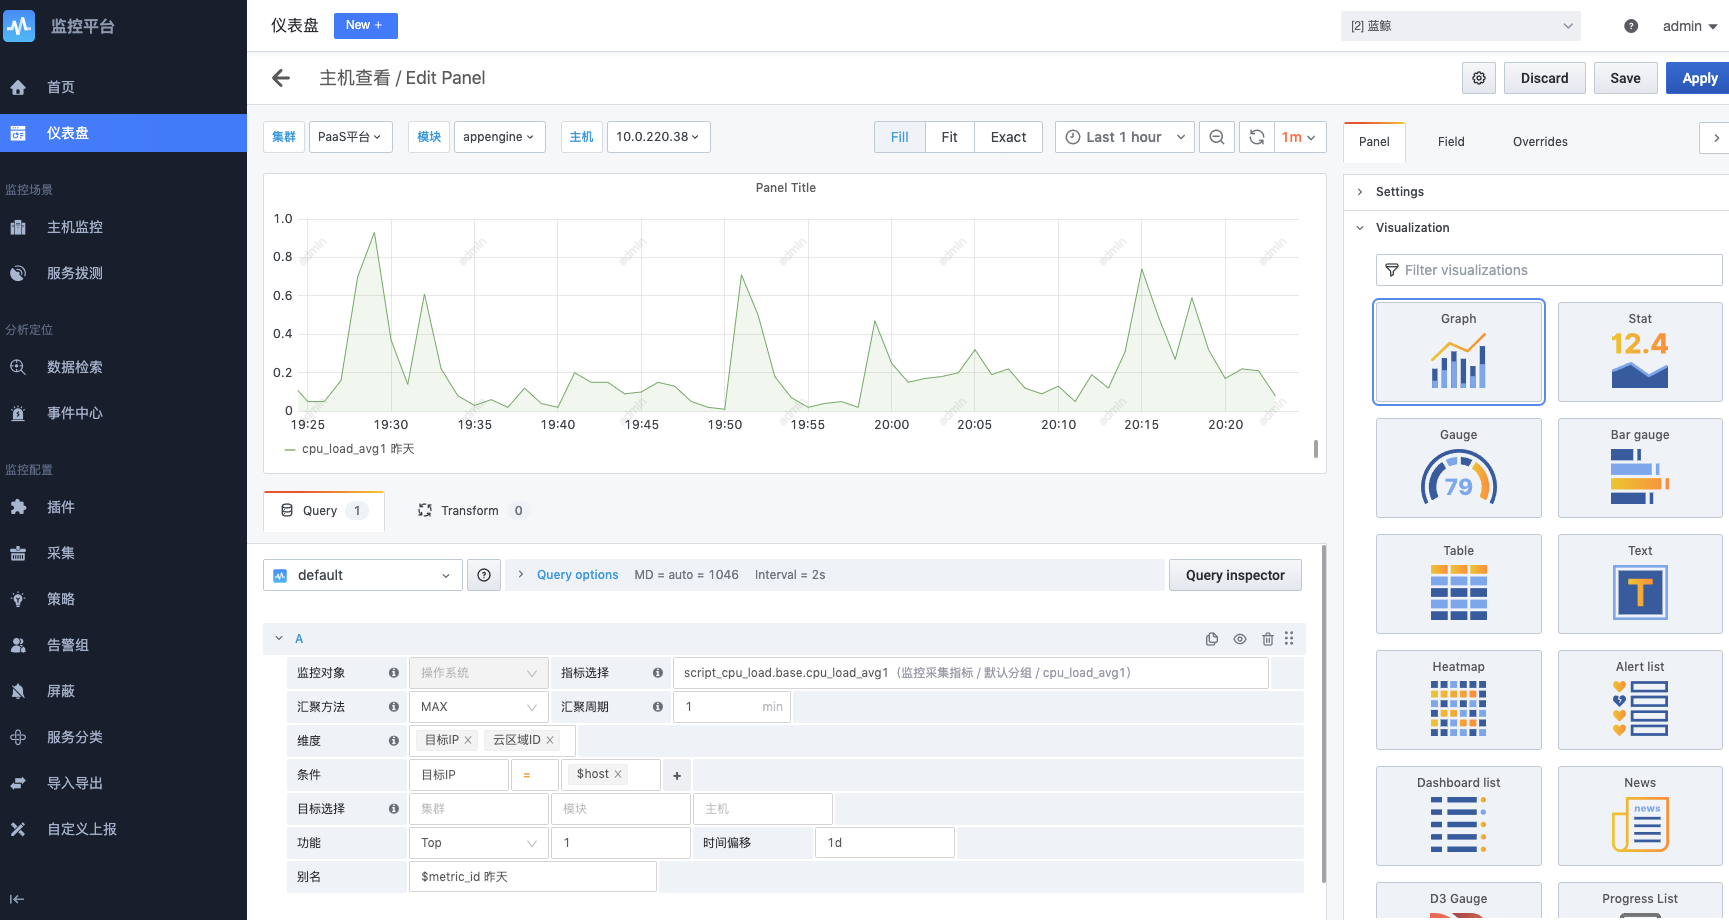 监控平台
仪表盘
New +
[2] 蓝鲸
admin
首页
仪表盘
监控场景
主机监控
服务拨测
分析定位
数据检索
事件中心
监控配置
插件
采集
策略
告警组
屏蔽
服务分类
导入导出
自定义上报
主机查看 / Edit Panel
Discard
Save
Apply
集群
PaaS平台
模块
appengine
主机
10.0.220.38
Fill
Fit
Exact
Last 1 hour
1m
Panel Title
1.0
0.8
0.6
0.4
0.2
0
admin admin admin admin admin admin admin
admin admin admin admin admin admin admin
19:25 19:30 19:35 19:40 19:45 19:50 19:55 20:00 20:05 20:10 20:15 20:20
cpu_load_avg1 昨天
Query 1
Transform 0
default
Query options MD = auto = 1046 Interval = 2s
Query inspector
A
监控对象
操作系统
指标选择
script_cpu_load.base.cpu_load_avg1 (监控采集指标 / 默认分组 / cpu_load_avg1)
汇聚方法
MAX
汇聚周期
1 min
维度
目标IP ×
云区域ID ×
条件
目标IP
=
$host ×
+
目标选择
集群
模块
主机
功能
Top
1
时间偏移
1d
别名
$metric_id 昨天
Panel
Field
Overrides
Settings
Visualization
Filter visualizations
Graph
Stat
12.4
Gauge
79
Bar gauge
Table
Text
T
Heatmap
Alert list
Dashboard list
News
news
D3 Gauge
Progress List